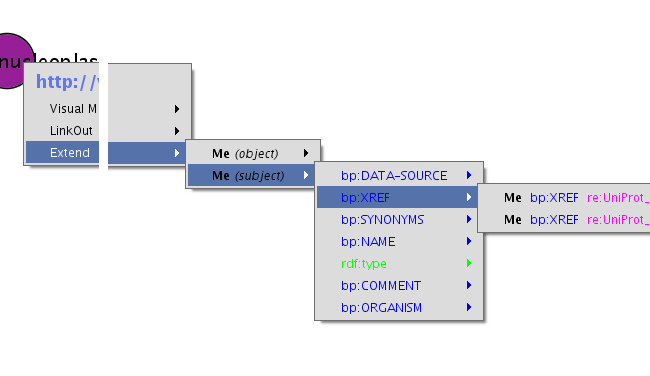 nucleoplas
http://
Visual M
LinkOut
Extend
Me (object)
Me (subject)
bp:DATA-SOURCE
bp:XREF
bp:SYNONYMS
bp:NAME
rdf:type
bp:COMMENT
bp:ORGANISM
Me bp:XREF re:UniProt_
Me bp:XREF re:UniProt_